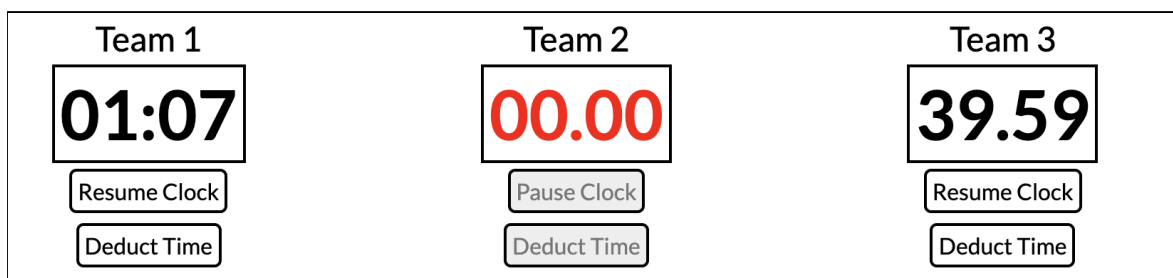 Team 1
01:07
Resume Clock
Deduct Time
Team 2
00.00
Pause Clock
Deduct Time
Team 3
39.59
Resume Clock
Deduct Time